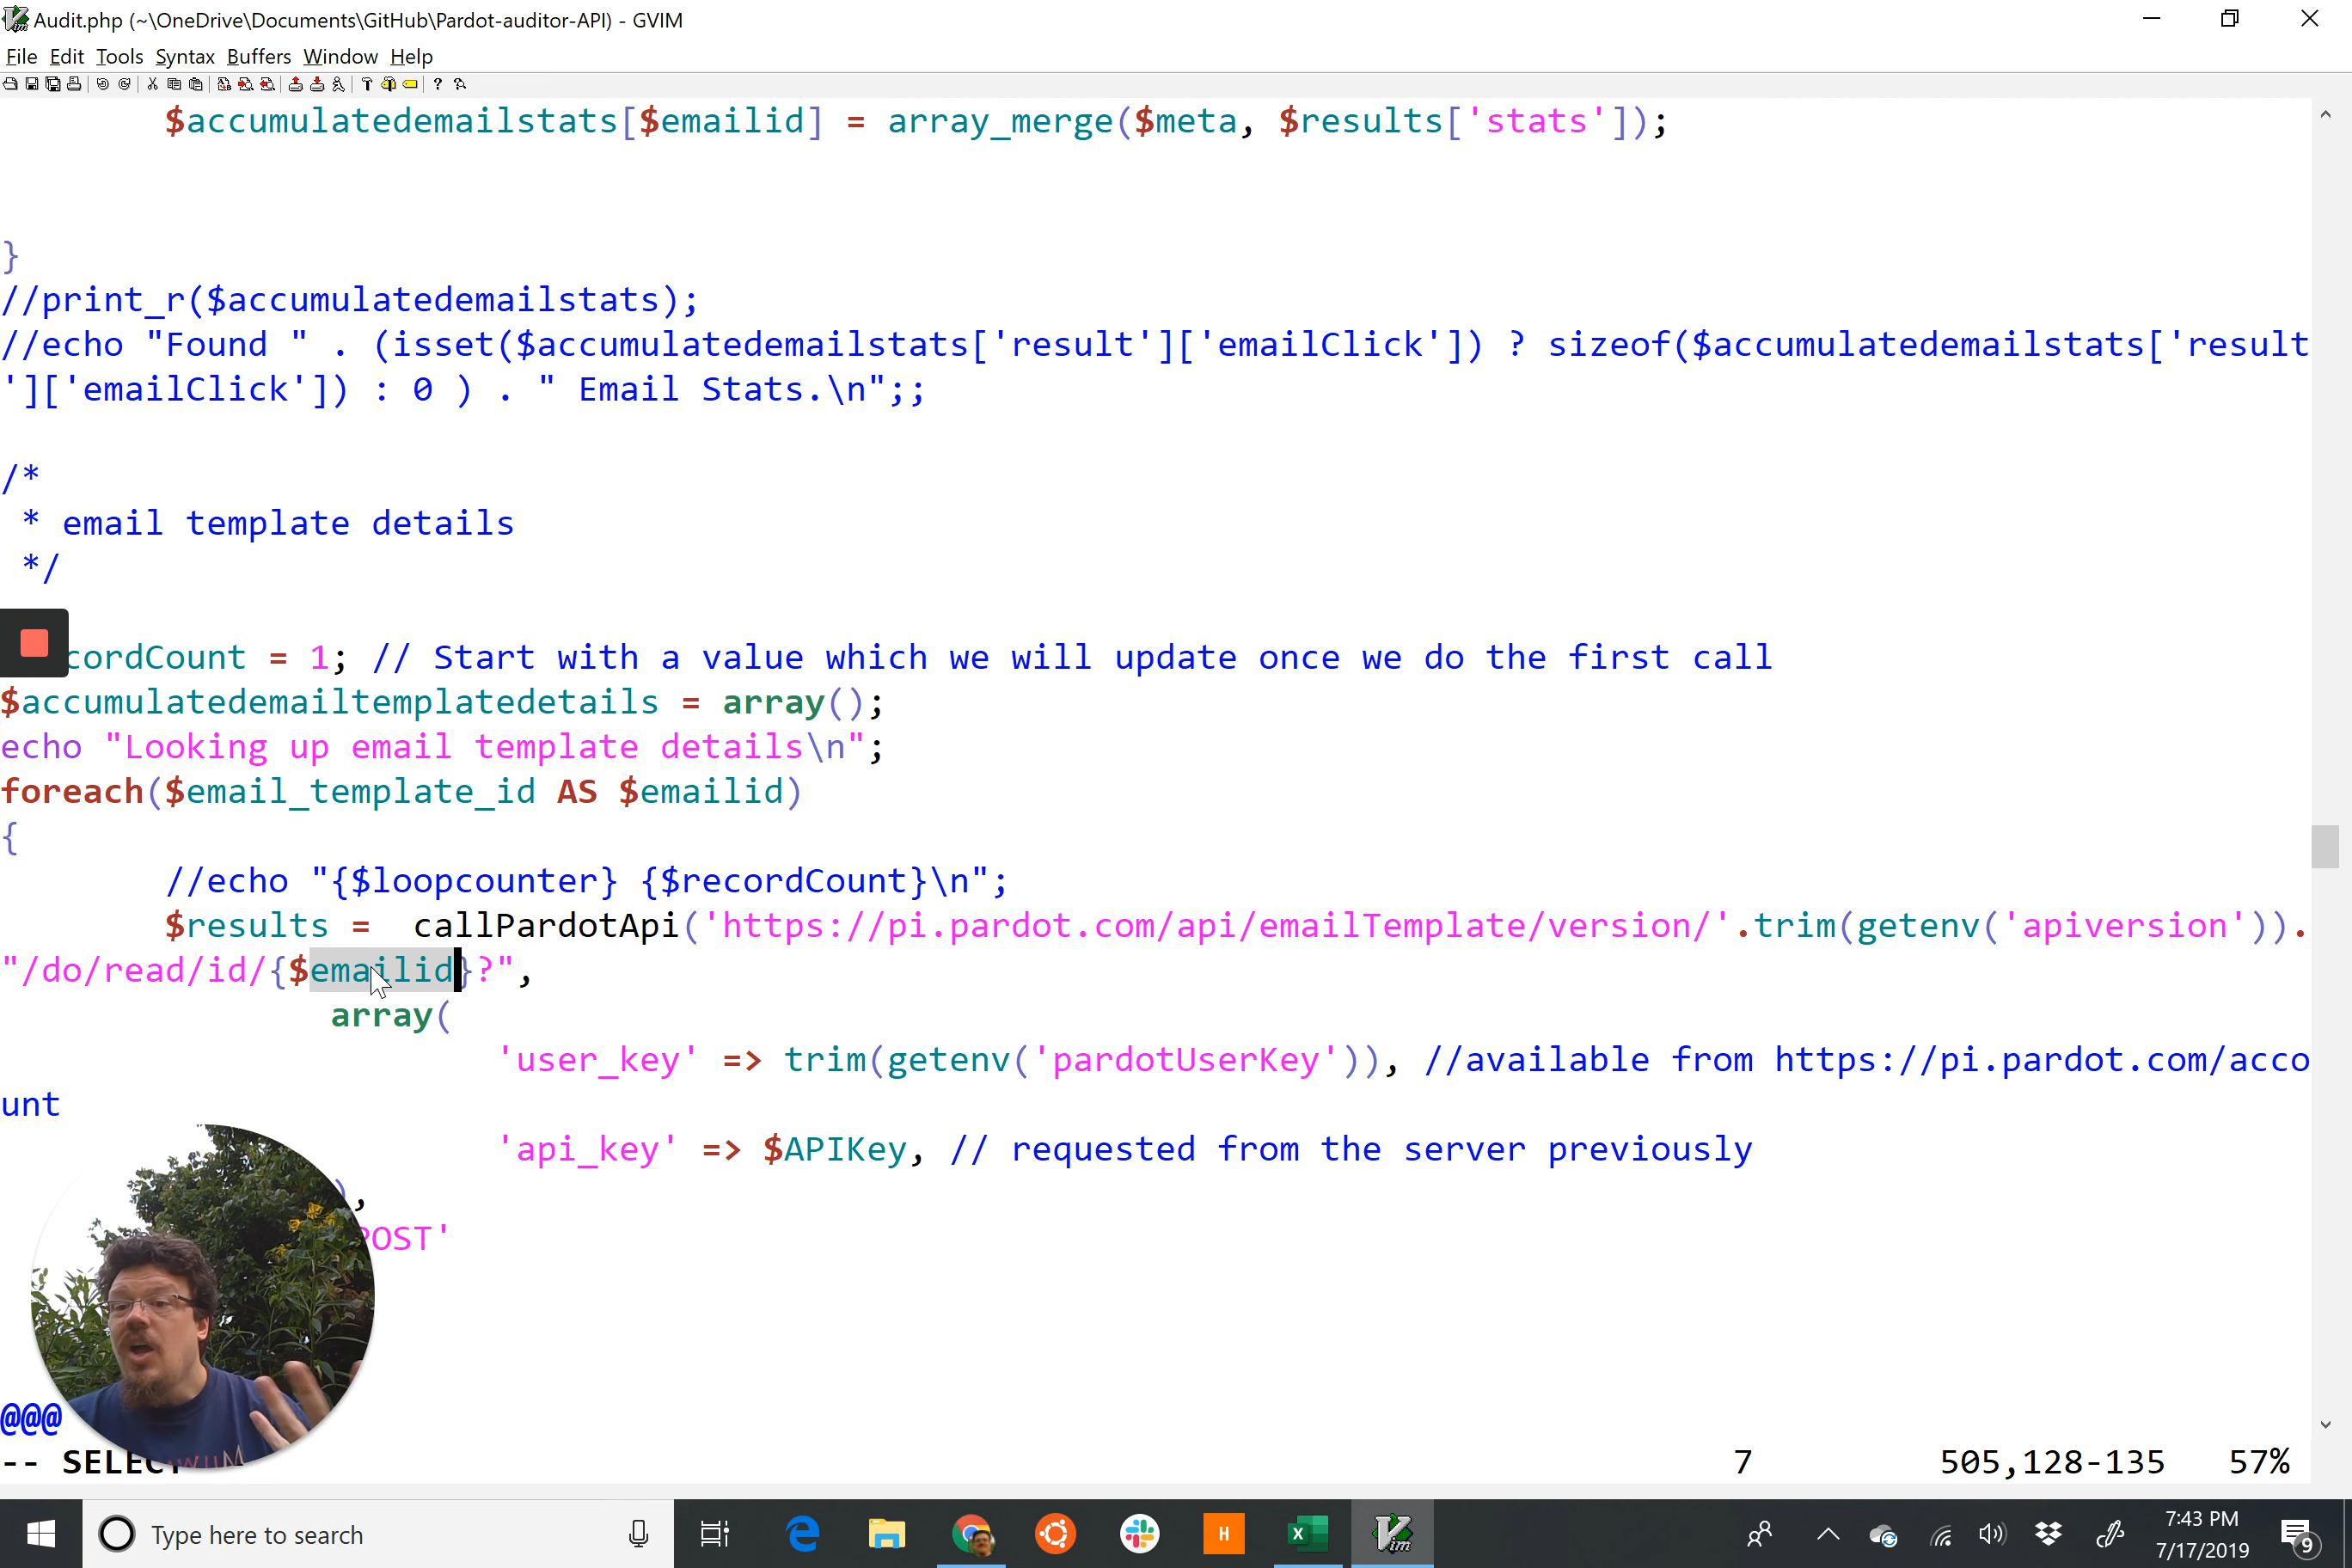 Audit.php (~\OneDrive\Documents\GitHub\Pardot-auditor-API) - GVIM
File Edit Tools Syntax Buffers Window Help
$accumulatedemailstats[$emailid] = array_merge($meta, $results['stats']);
}
//print_r($accumulatedemailstats);
//echo "Found " . (isset($accumulatedemailstats['result']['emailClick']) ? sizeof($accumulatedemailstats['result
']['emailClick']) : 0 ) . " Email Stats.\n";;
/*
* email template details
*/
cordCount = 1; // Start with a value which we will update once we do the first call
$accumulatedemailtemplatedetails = array();
echo "Looking up email template details\n";
foreach($email_template_id AS $emailid)
{
//echo "{$loopcounter} {$recordCount}\n";
$results = callPardotApi('https://pi.pardot.com/api/emailTemplate/version/'.trim(getenv('apiversion')).
"/do/read/id/{$emailid}?",
array(
'user_key' => trim(getenv('pardotUserKey')), //available from https://pi.pardot.com/acco
unt
'api_key' => $APIKey, // requested from the server previously
),
POST'
@@@
-- SELECT 7 505,128-135 57%
Type here to search
7:43 PM
7/17/2019
9